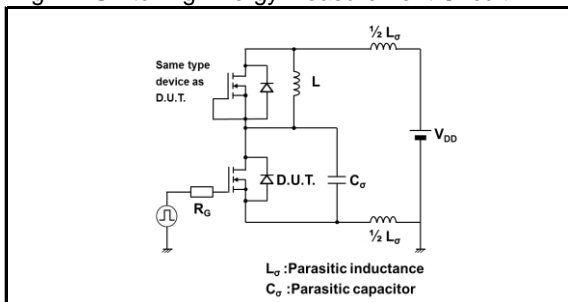 ½ Lσ
Same type
device as
D.U.T.
L
VDD
D.U.T.
Cσ
RG
½ Lσ
Lσ :Parasitic inductance
Cσ :Parasitic capacitor